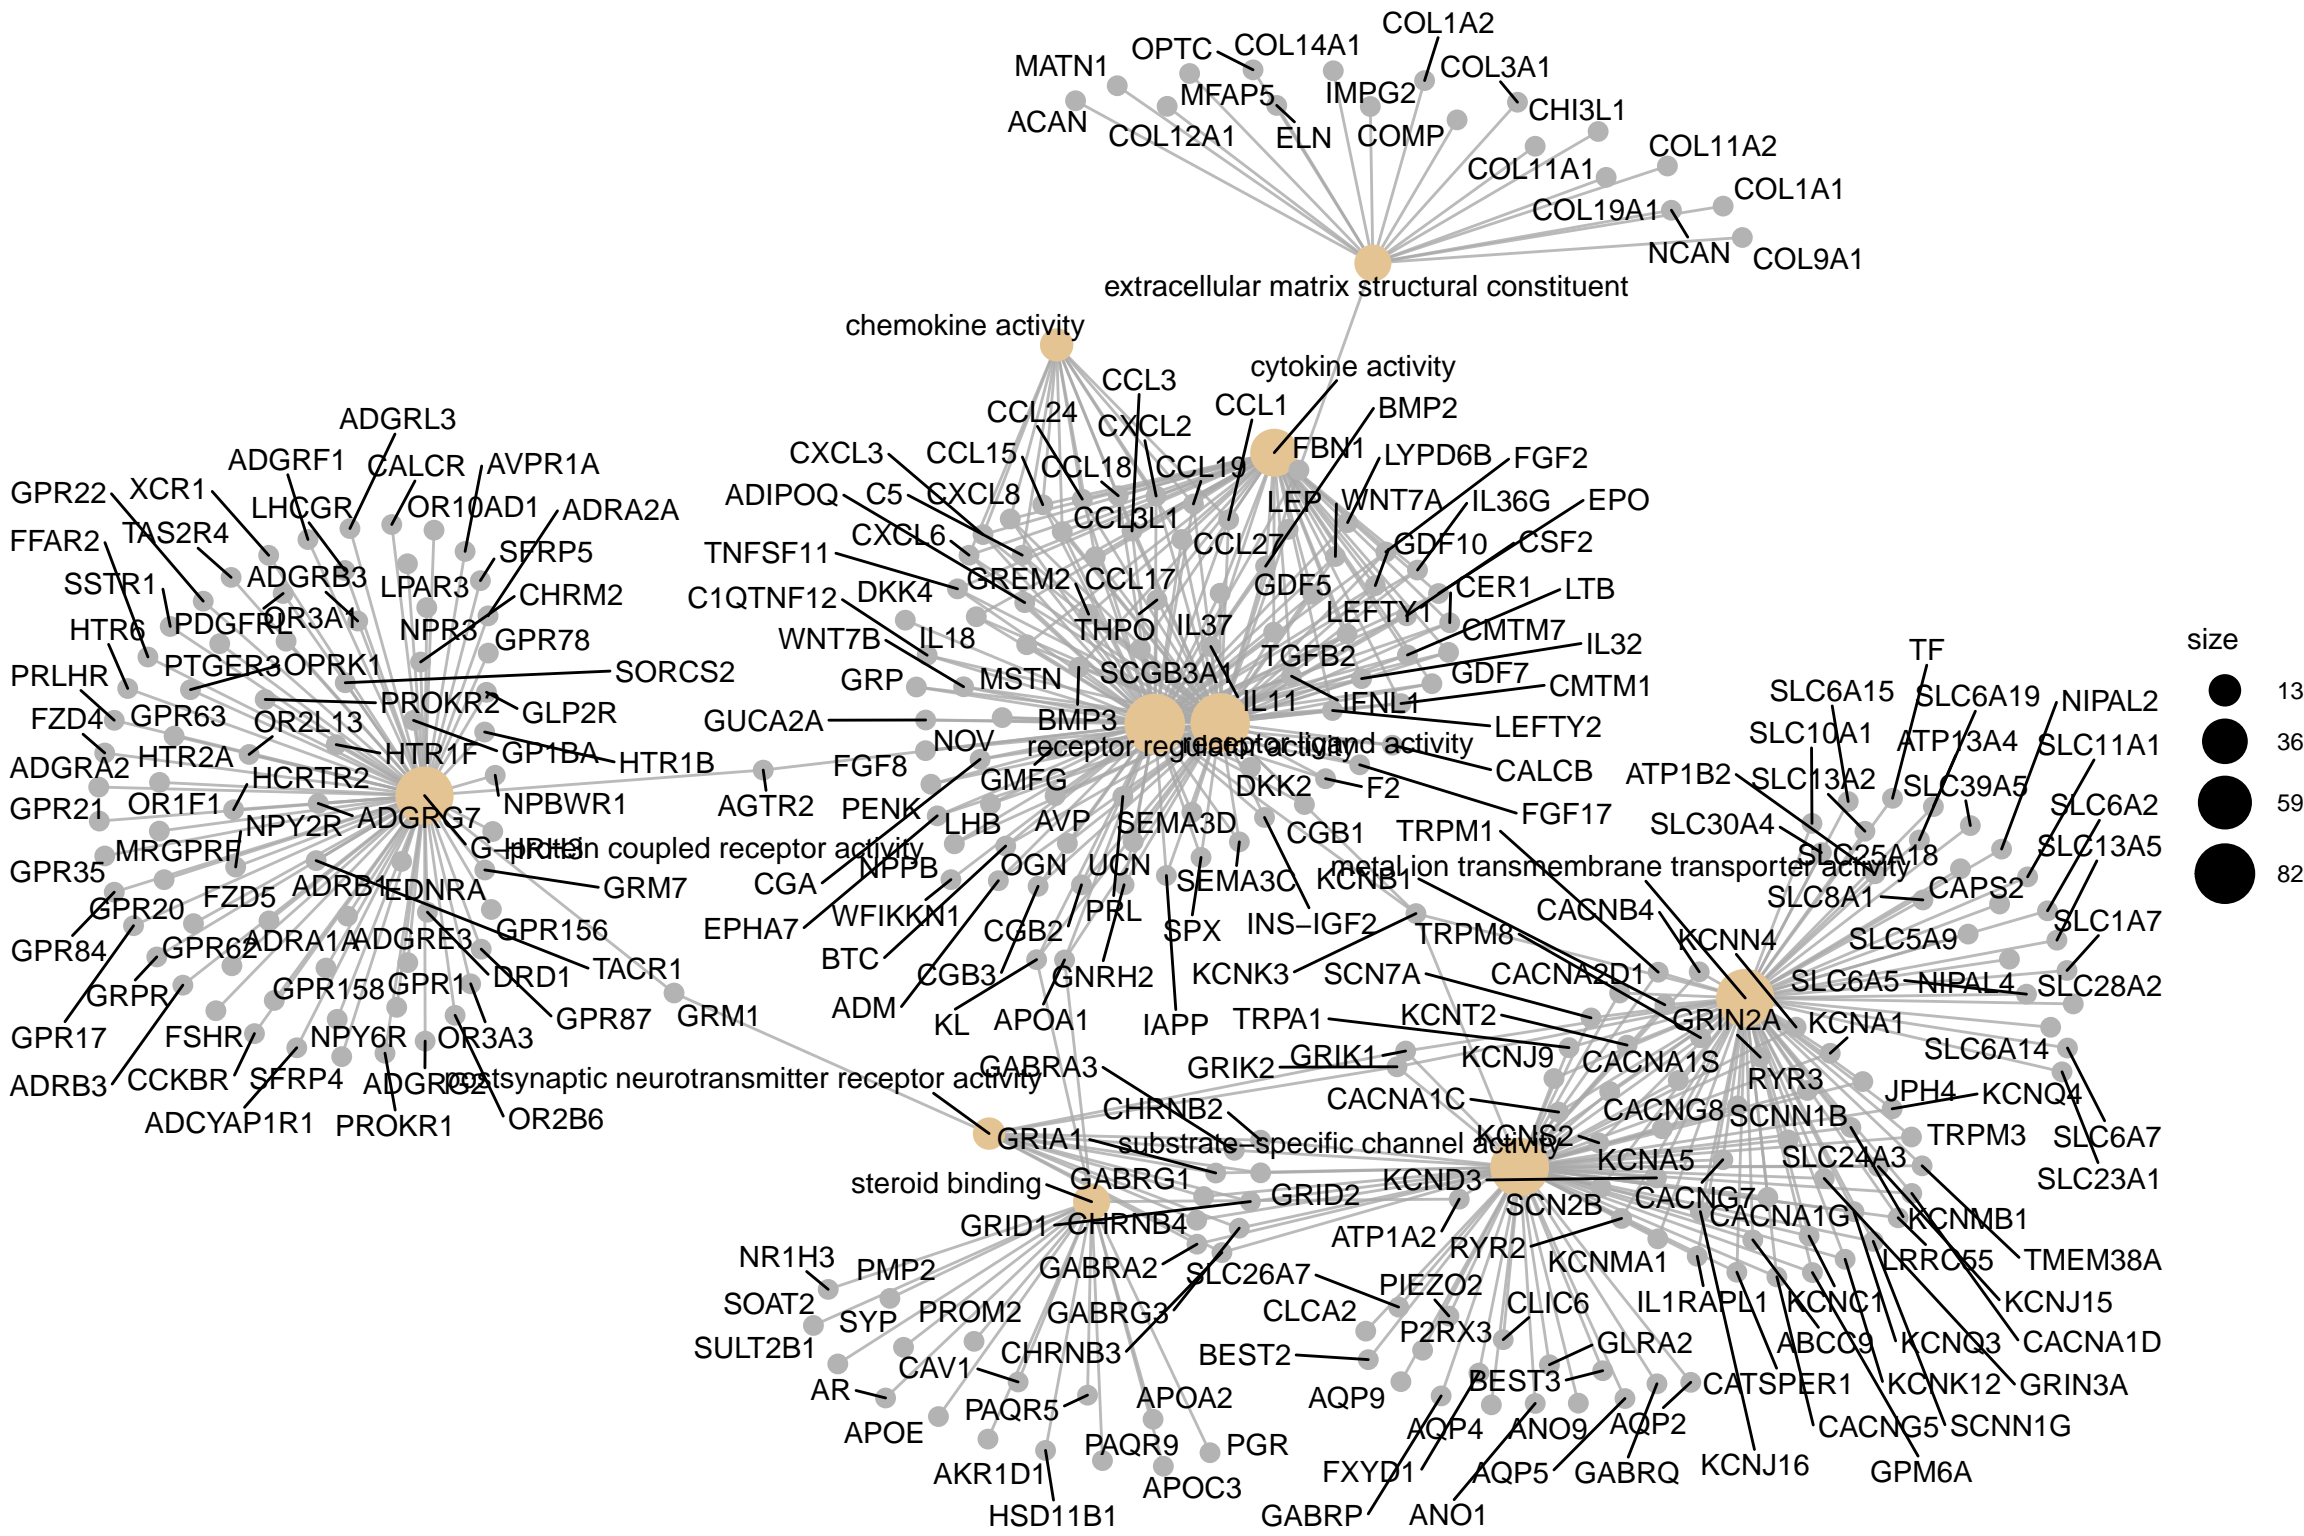 COL1A2
OPTC
COL14A1
MATN1
COL3A1
MFAP5
IMPG2
CHI3L1
ACAN
COL12A1
ELN
COMP
COL11A2
COL11A1
COL1A1
COL19A1
NCAN
COL9A1
extracellular matrix structural constituent
chemokine activity
cytokine activity
CCL3
CCL24
CXCL2
CCL1
BMP2
ADGRL3
FBN1
CXCL3
CCL15
CCL18
CCL19
LYPD6B
FGF2
ADGRF1
CALCR
AVPR1A
GPR22
XCR1
LHCGR
OR10AD1
ADRA2A
ADIPOQ
C5
CXCL8
LEP
WNT7A
IL36G
EPO
CCL3L1
FFAR2
TAS2R4
SFRP5
TNFSF11
CXCL6
CCL27
GDF10
CSF2
SSTR1
ADGRB3
LPAR3
CHRM2
GREM2
CCL17
GDF5
CER1
LTB
C1QTNF12
DKK4
LEFTY1
HTR6
PDGFRL
OR3A1
NPR3
GPR78
WNT7B
IL18
THPO
IL37
CMTM7
IL32
TF
size
PRLHR
PTGER3
OPRK1
SORCS2
GRP
MSTN
SCGB3A1
TGFB2
GDF7
CMTM1
SLC6A15
SLC6A19
NIPAL2
13
FZD4
GPR63
OR2L13
PROKR2
GLP2R
GUCA2A
BMP3
IL11
IFNL1
LEFTY2
SLC10A1
ATP13A4
SLC11A1
36
HTR2A
HTR1F
GP1BA
HTR1B
NOV
receptor regulator activity
receptor ligand activity
ADGRA2
HCRTR2
FGF8
GMFG
DKK2
F2
CALCB
ATP1B2
SLC13A2
SLC39A5
GPR21
OR1F1
NPBWR1
AGTR2
PENK
FGF17
SLC6A2
59
NPY2R
ADGRG7
LHB
AVP
SEMA3D
CGB1
TRPM1
SLC30A4
MRGPRF
HRH3
G−protein coupled receptor activity
SLC25A18
SLC13A5
GPR35
FZD5
ADRB1
EDNRA
GRM7
CGA
NPPB
OGN
UCN
SEMA3C
KCNB1
metal ion transmembrane transporter activity
SLC8A1
CAPS2
82
GPR20
WFIKKN1
PRL
SPX
INS−IGF2
CACNB4
SLC1A7
GPR84
GPR62
ADRA1A
ADGRE3
GPR156
EPHA7
CGB2
TRPM8
KCNN4
SLC5A9
BTC
CGB3
GNRH2
KCNK3
SCN7A
CACNA2D1
SLC6A5
NIPAL4
SLC28A2
GRPR
GPR158
GPR1
DRD1
TACR1
ADM
KL
APOA1
IAPP
TRPA1
KCNT2
GRIN2A
KCNA1
GPR17
FSHR
NPY6R
OR3A3
GPR87
GRM1
GABRA3
GRIK2
GRIK1
KCNJ9
CACNA1S
SLC6A14
ADRB3
CCKBR
SFRP4
ADGRG2
postsynaptic neurotransmitter receptor activity
RYR3
JPH4
KCNQ4
ADCYAP1R1
PROKR1
OR2B6
CHRNB2
CACNA1C
CACNG8
SCNN1B
TRPM3
SLC6A7
GRIA1
substrate−specific channel activity
KCNS2
KCNA5
SLC24A3
SLC23A1
steroid binding
GABRG1
GRID2
KCND3
CACNG7
GRID1
CHRNB4
SCN2B
CACNA1G
KCNMB1
ATP1A2
RYR2
NR1H3
PMP2
GABRA2
SLC26A7
KCNMA1
LRRC55
TMEM38A
SOAT2
SYP
PROM2
GABRG3
CLCA2
PIEZO2
CLIC6
IL1RAPL1
KCNC1
KCNJ15
SULT2B1
CAV1
CHRNB3
BEST2
P2RX3
GLRA2
ABCC9
KCNQ3
CACNA1D
AR
PAQR5
APOA2
AQP9
BEST3
CATSPER1
KCNK12
GRIN3A
APOE
PAQR9
PGR
AQP4
ANO9
AQP2
CACNG5
SCNN1G
AKR1D1
APOC3
FXYD1
AQP5
GABRQ
KCNJ16
GPM6A
HSD11B1
GABRP
ANO1